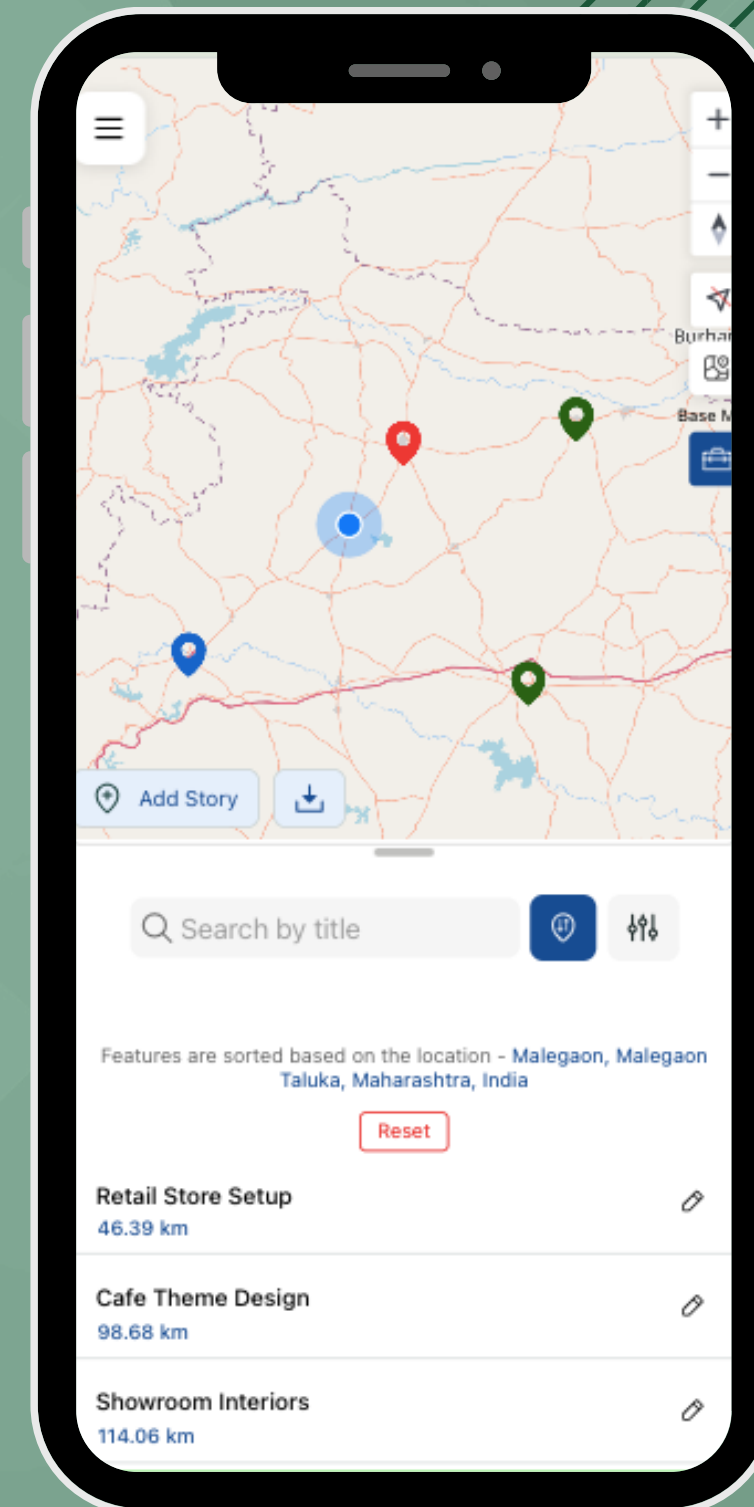 Burhan
Base M
Add Story
Search by title
Features are sorted based on the location - Malegaon, Malegaon
Taluka, Maharashtra, India
Reset
Retail Store Setup
46.39 km
Cafe Theme Design
98.68 km
Showroom Interiors
114.06 km